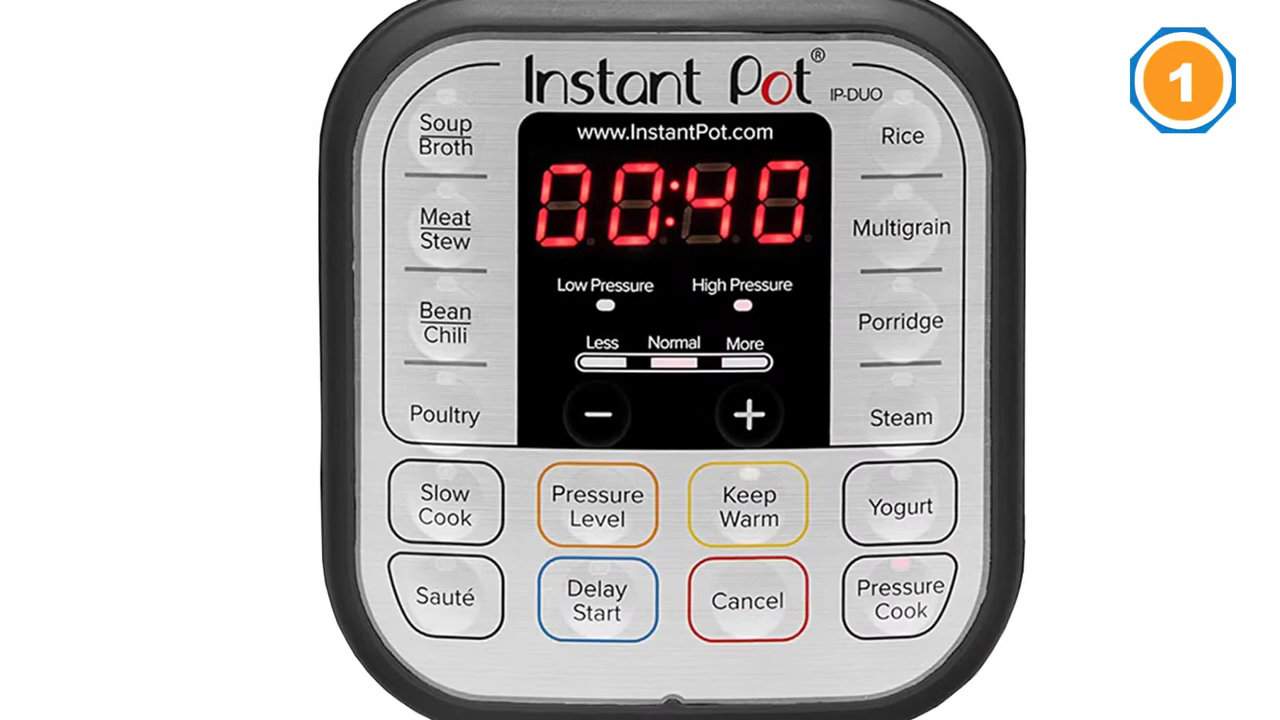 Instant Pot®
IP-DUO
1
www.InstantPot.com
00:40
Soup
Broth
Rice
Meat
Stew
Multigrain
Low Pressure
High Pressure
Bean
Chili
Porridge
Less
Normal
More
Poultry
−
+
Steam
Slow
Cook
Pressure
Level
Keep
Warm
Yogurt
Sauté
Delay
Start
Cancel
Pressure
Cook